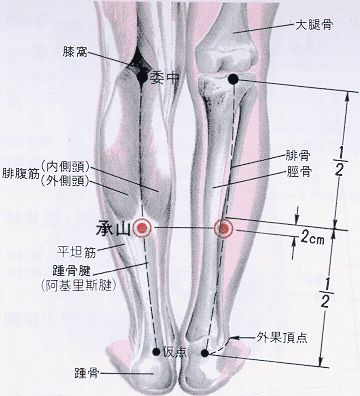 大腿骨
膝窩
委中
腓腹筋(内側頭)
(外側頭)
腓骨
脛骨
1/2
承山
2cm
平坦筋
踵骨腱
(阿基里斯腱)
1/2
外果頂点
仮点
踵骨